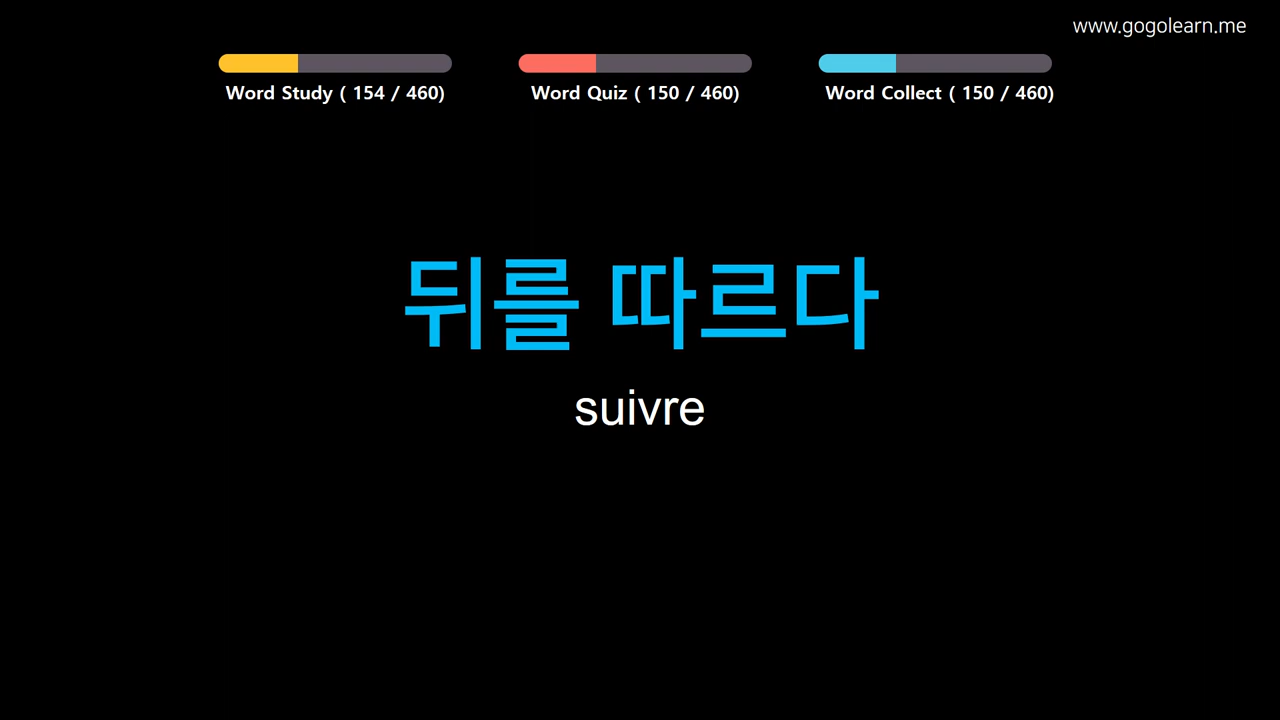 www.gogolearn.me
Word Study ( 154 / 460)
Word Quiz ( 150 / 460)
Word Collect ( 150 / 460)
뒤를 따르다
suivre